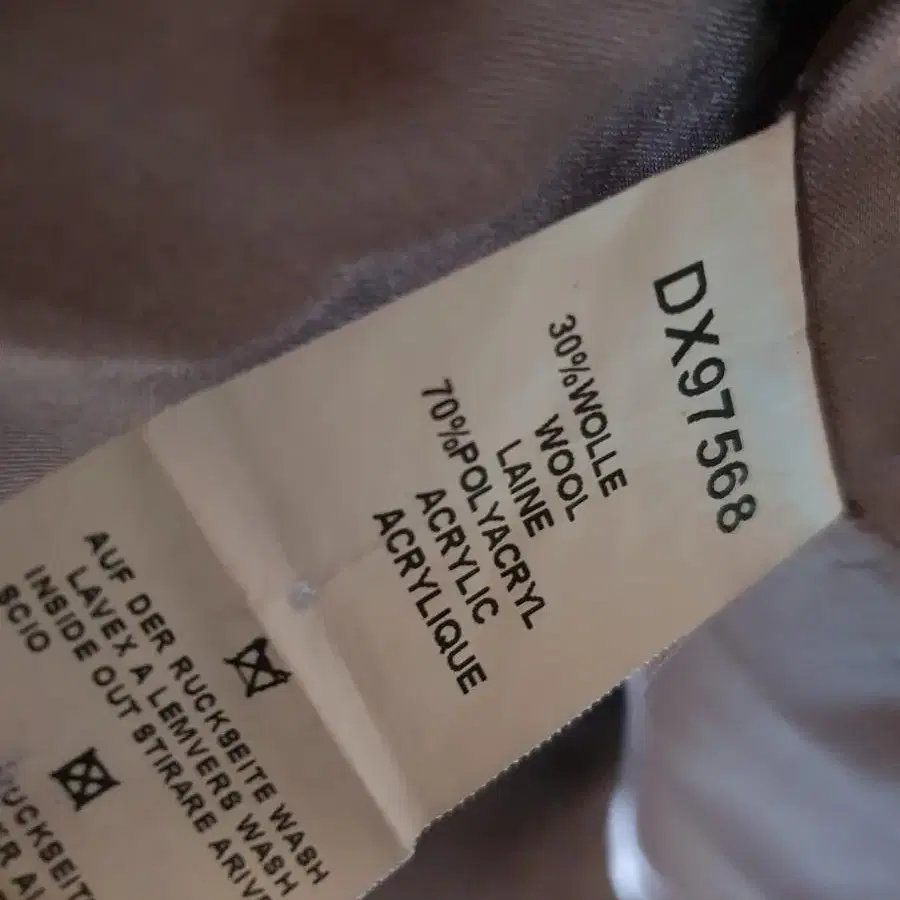 DX97568
30%WOLLE
WOOL
LAINE
70%POLYACRYL
ACRYLIC
ACRYLIQUE
AUF DER RUCKSEITE WASH
LAVEX A LEMVERS WASH
INSIDE OUT STIRARE ARIVE
SCIO